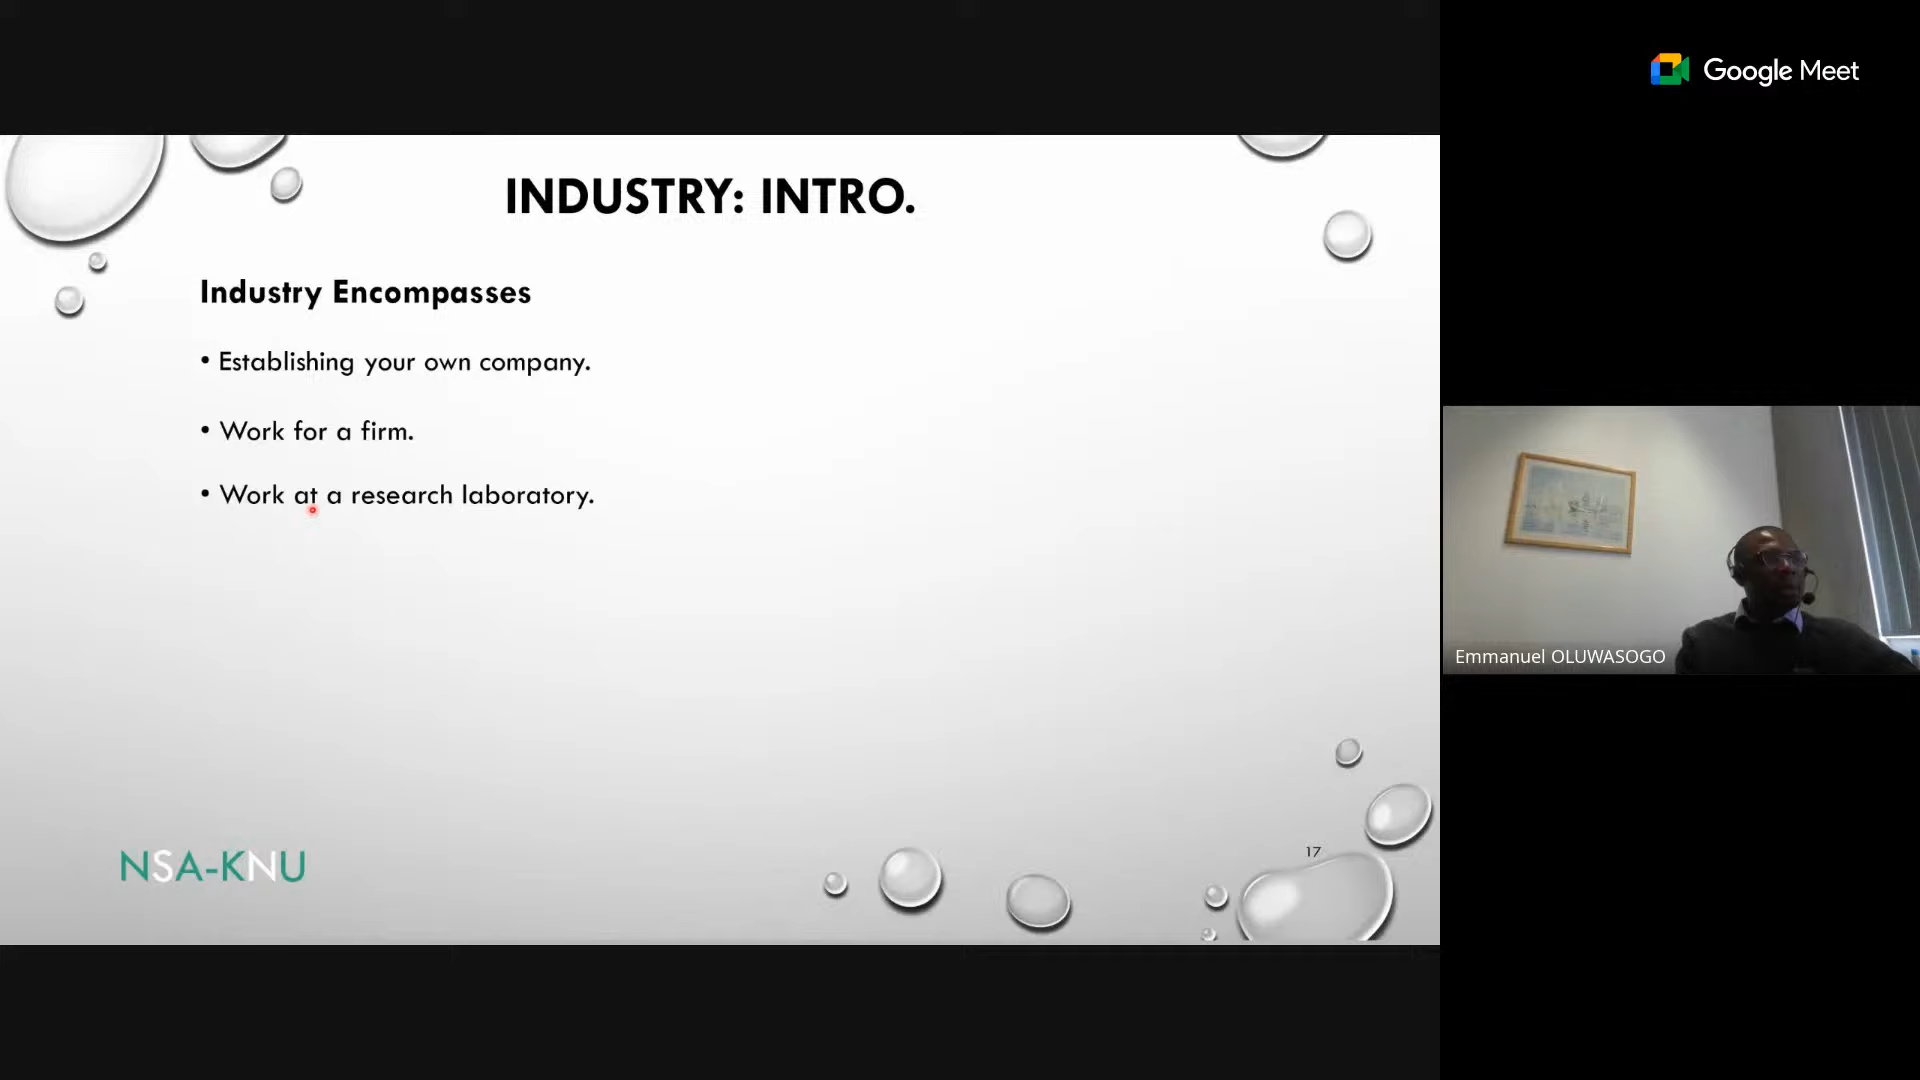 Google Meet
INDUSTRY: INTRO.
Industry Encompasses
• Establishing your own company.
• Work for a firm.
• Work at a research laboratory.
Emmanuel OLUWASOGO
17
NSA-KNU